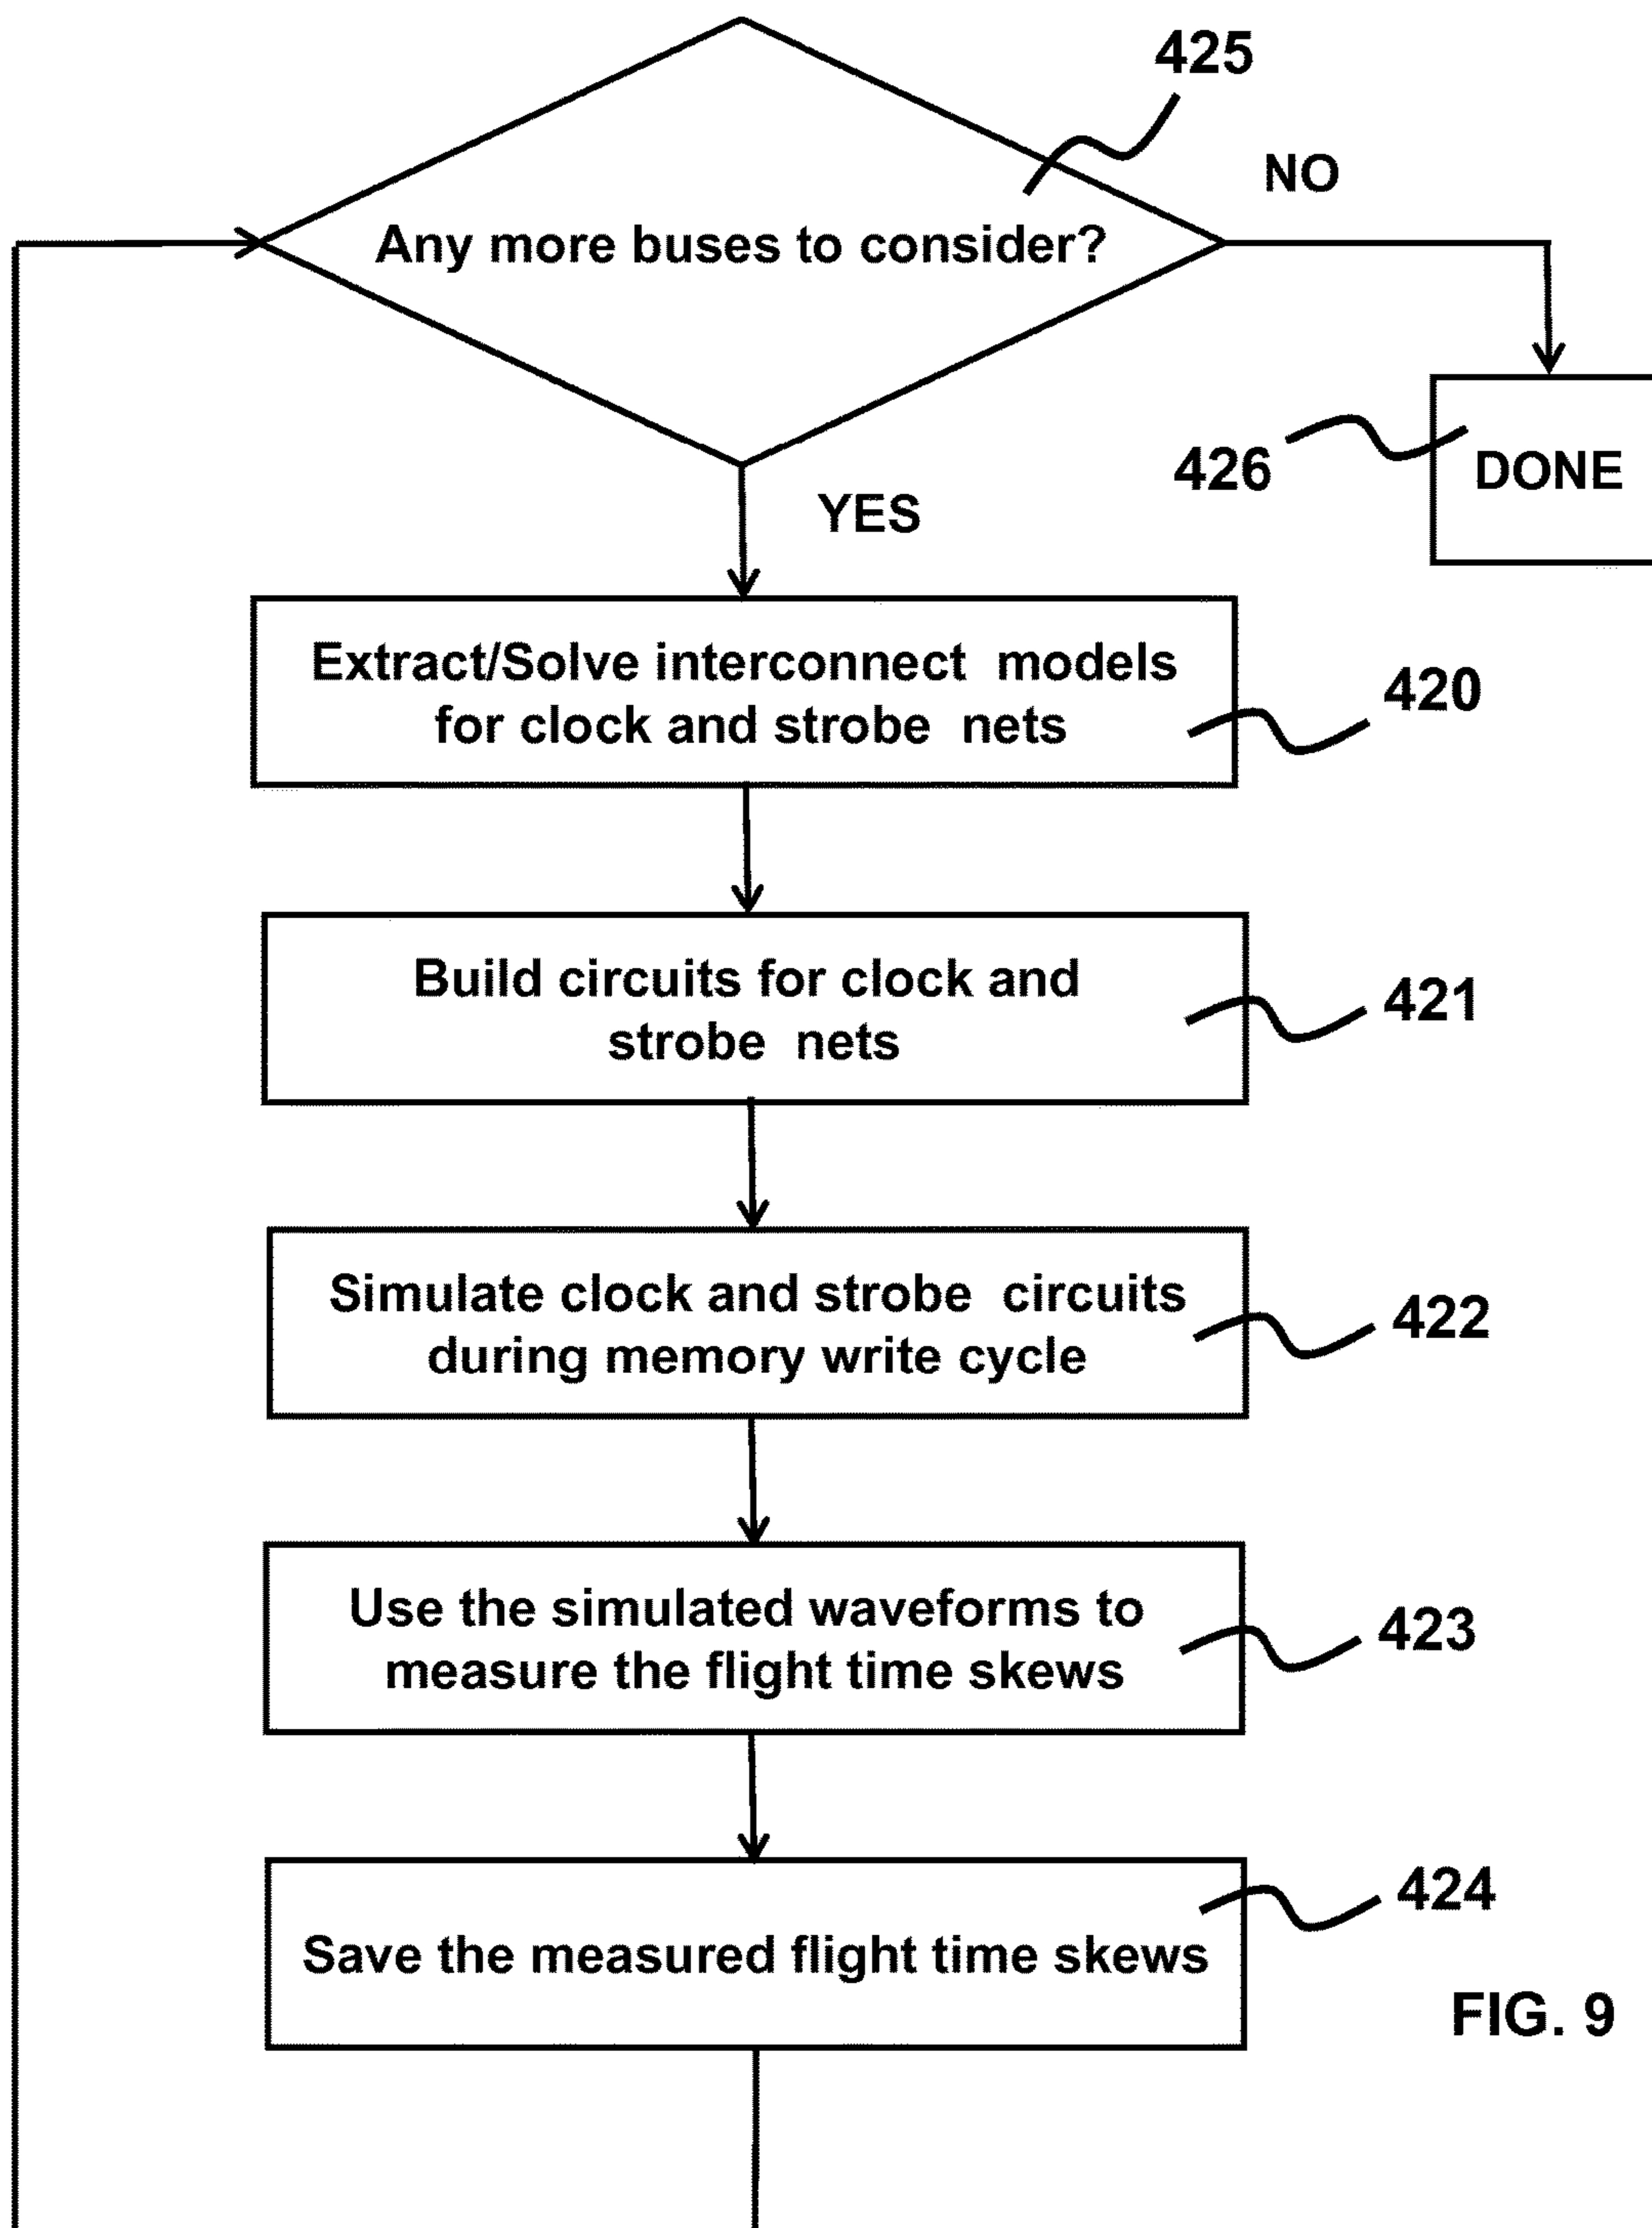 425
NO
Any more buses to consider?
426
DONE
YES
Extract/Solve interconnect models
for clock and strobe nets
420
Build circuits for clock and
strobe nets
421
Simulate clock and strobe circuits
during memory write cycle
422
Use the simulated waveforms to
measure the flight time skews
423
424
Save the measured flight time skews
FIG. 9